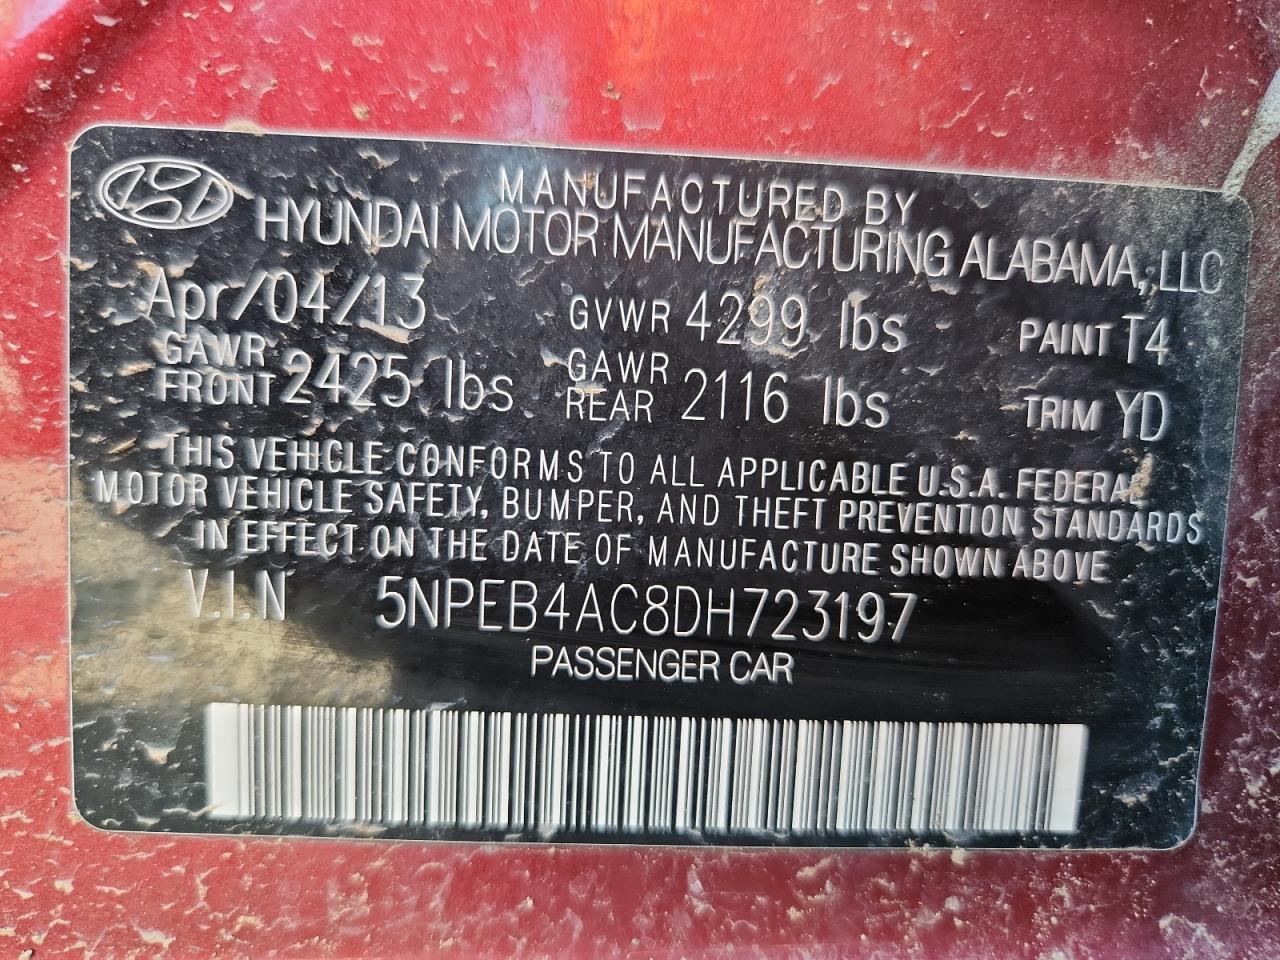 MANUFACTURED BY
HYUNDAI MOTOR MANUFACTURING ALABAMA, LLC
Apr/04/13 GVWR 4299 lbs PAINT T4
GAWR FRONT 2425 lbs GAWR REAR 2116 lbs TRIM YD
THIS VEHICLE CONFORMS TO ALL APPLICABLE U.S.A. FEDERAL
MOTOR VEHICLE SAFETY, BUMPER, AND THEFT PREVENTION STANDARDS
IN EFFECT ON THE DATE OF MANUFACTURE SHOWN ABOVE
V.I.N 5NPEB4AC8DH723197
PASSENGER CAR